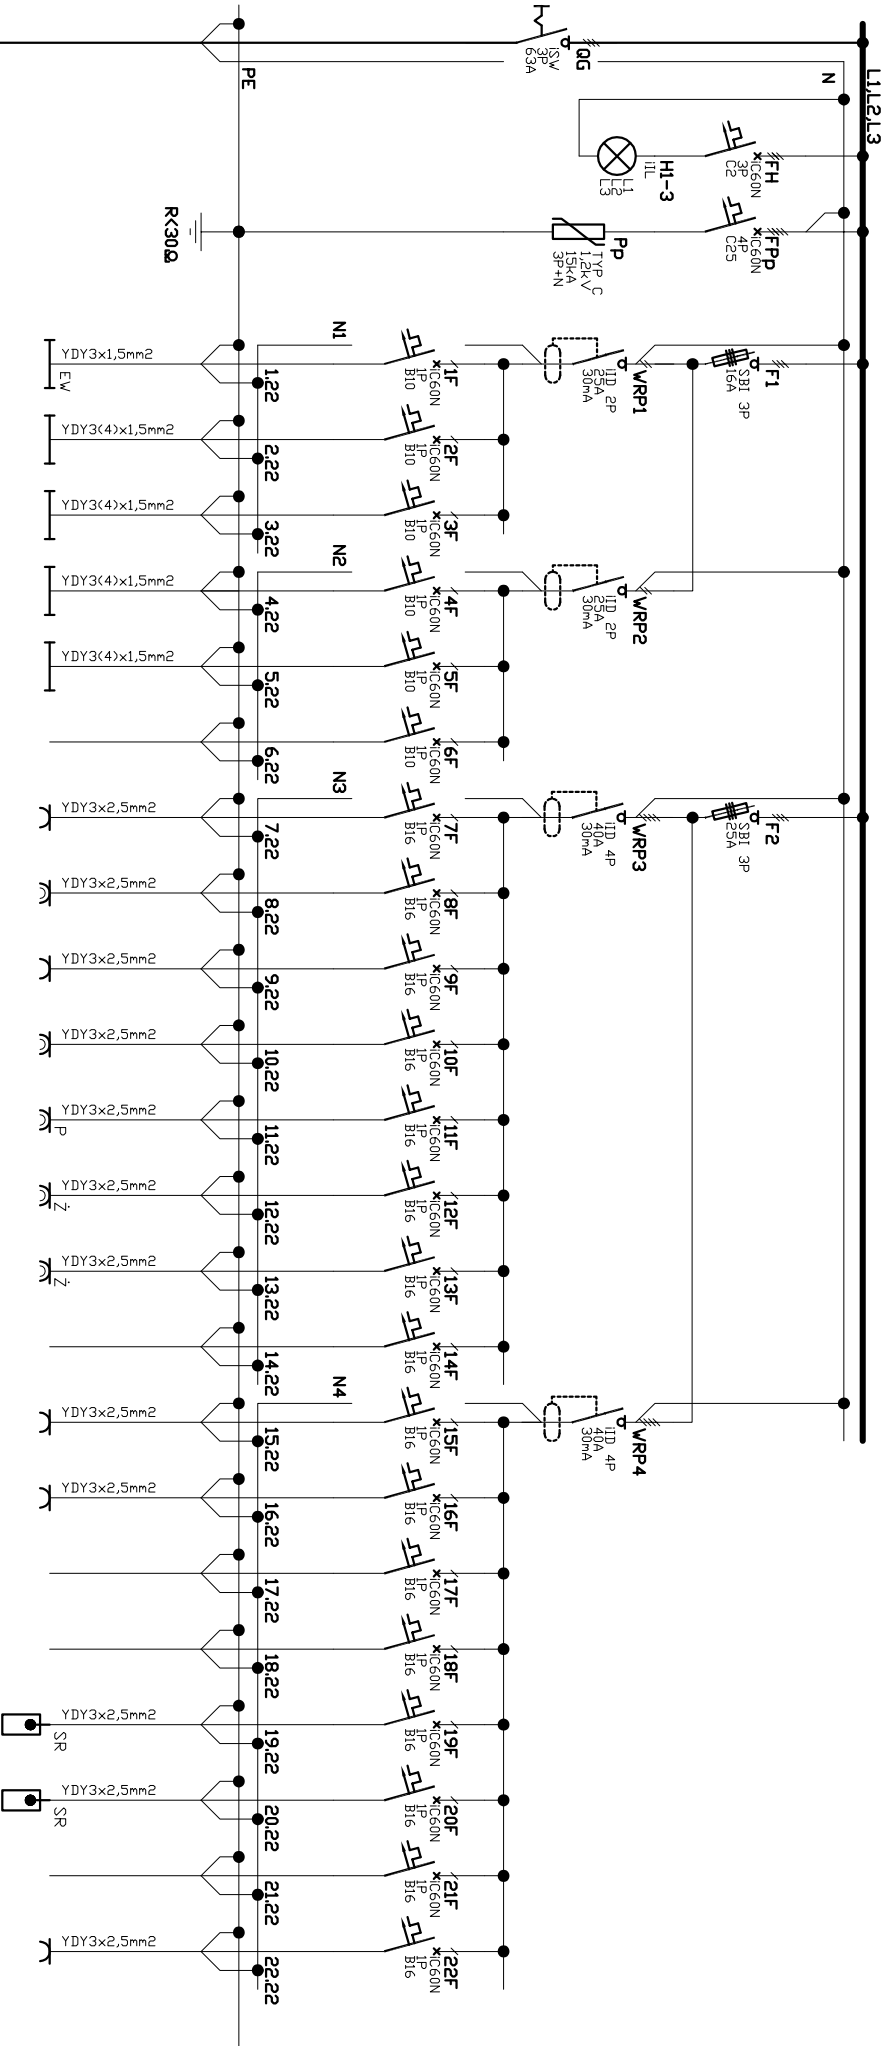 L1,L2,L3
N
PE
QG
iSW
3P
63A
FH
iC60N
3P
C2
H1-3
iIL
L1
L2
L3
FPp
iC60N
4P
C25
Pp
TYP C
1,2kV
15kA
3P+N
R<30Ω
F1
SBI 3P
16A
WRP1
iID 2P
25A
30mA
N1
1F
iC60N
1P
B10
1,22
YDY3x1,5mm2
EW
2F
iC60N
1P
B10
2,22
YDY3(4)x1,5mm2
3F
iC60N
1P
B10
3,22
YDY3(4)x1,5mm2
WRP2
iID 2P
25A
30mA
N2
4F
iC60N
1P
B10
4,22
YDY3(4)x1,5mm2
5F
iC60N
1P
B10
5,22
YDY3(4)x1,5mm2
6F
iC60N
1P
B10
6,22
F2
SBI 3P
25A
WRP3
iID 4P
40A
30mA
N3
7F
iC60N
1P
B16
7,22
YDY3x2,5mm2
8F
iC60N
1P
B16
8,22
YDY3x2,5mm2
9F
iC60N
1P
B16
9,22
YDY3x2,5mm2
10F
iC60N
1P
B16
10,22
YDY3x2,5mm2
11F
iC60N
1P
B16
11,22
YDY3x2,5mm2
P
12F
iC60N
1P
B16
12,22
YDY3x2,5mm2
Ż
13F
iC60N
1P
B16
13,22
YDY3x2,5mm2
Ż
14F
iC60N
1P
B16
14,22
WRP4
iID 4P
40A
30mA
N4
15F
iC60N
1P
B16
15,22
YDY3x2,5mm2
16F
iC60N
1P
B16
16,22
YDY3x2,5mm2
17F
iC60N
1P
B16
17,22
18F
iC60N
1P
B16
18,22
19F
iC60N
1P
B16
19,22
YDY3x2,5mm2
SR
20F
iC60N
1P
B16
20,22
YDY3x2,5mm2
SR
21F
iC60N
1P
B16
21,22
22F
iC60N
1P
B16
22,22
YDY3x2,5mm2